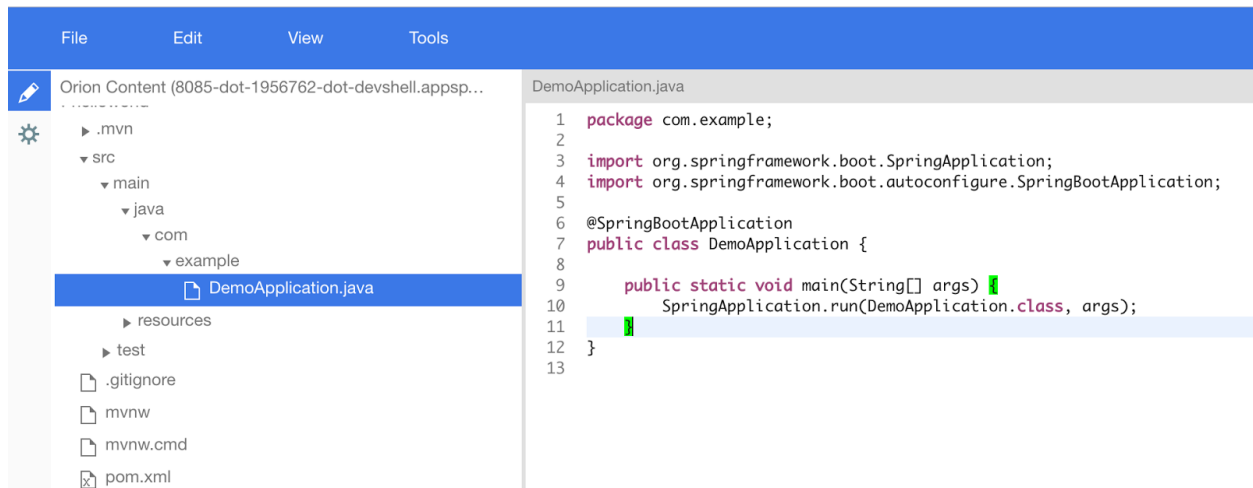 File Edit View Tools
Orion Content (8085-dot-1956762-dot-devshell.appsp...
.mvn
src
main
java
com
example
DemoApplication.java
resources
test
.gitignore
mvnw
mvnw.cmd
pom.xml
DemoApplication.java
1 package com.example;
2
3 import org.springframework.boot.SpringApplication;
4 import org.springframework.boot.autoconfigure.SpringBootApplication;
5
6 @SpringBootApplication
7 public class DemoApplication {
8
9     public static void main(String[] args) {
10         SpringApplication.run(DemoApplication.class, args);
11     }
12 }
13